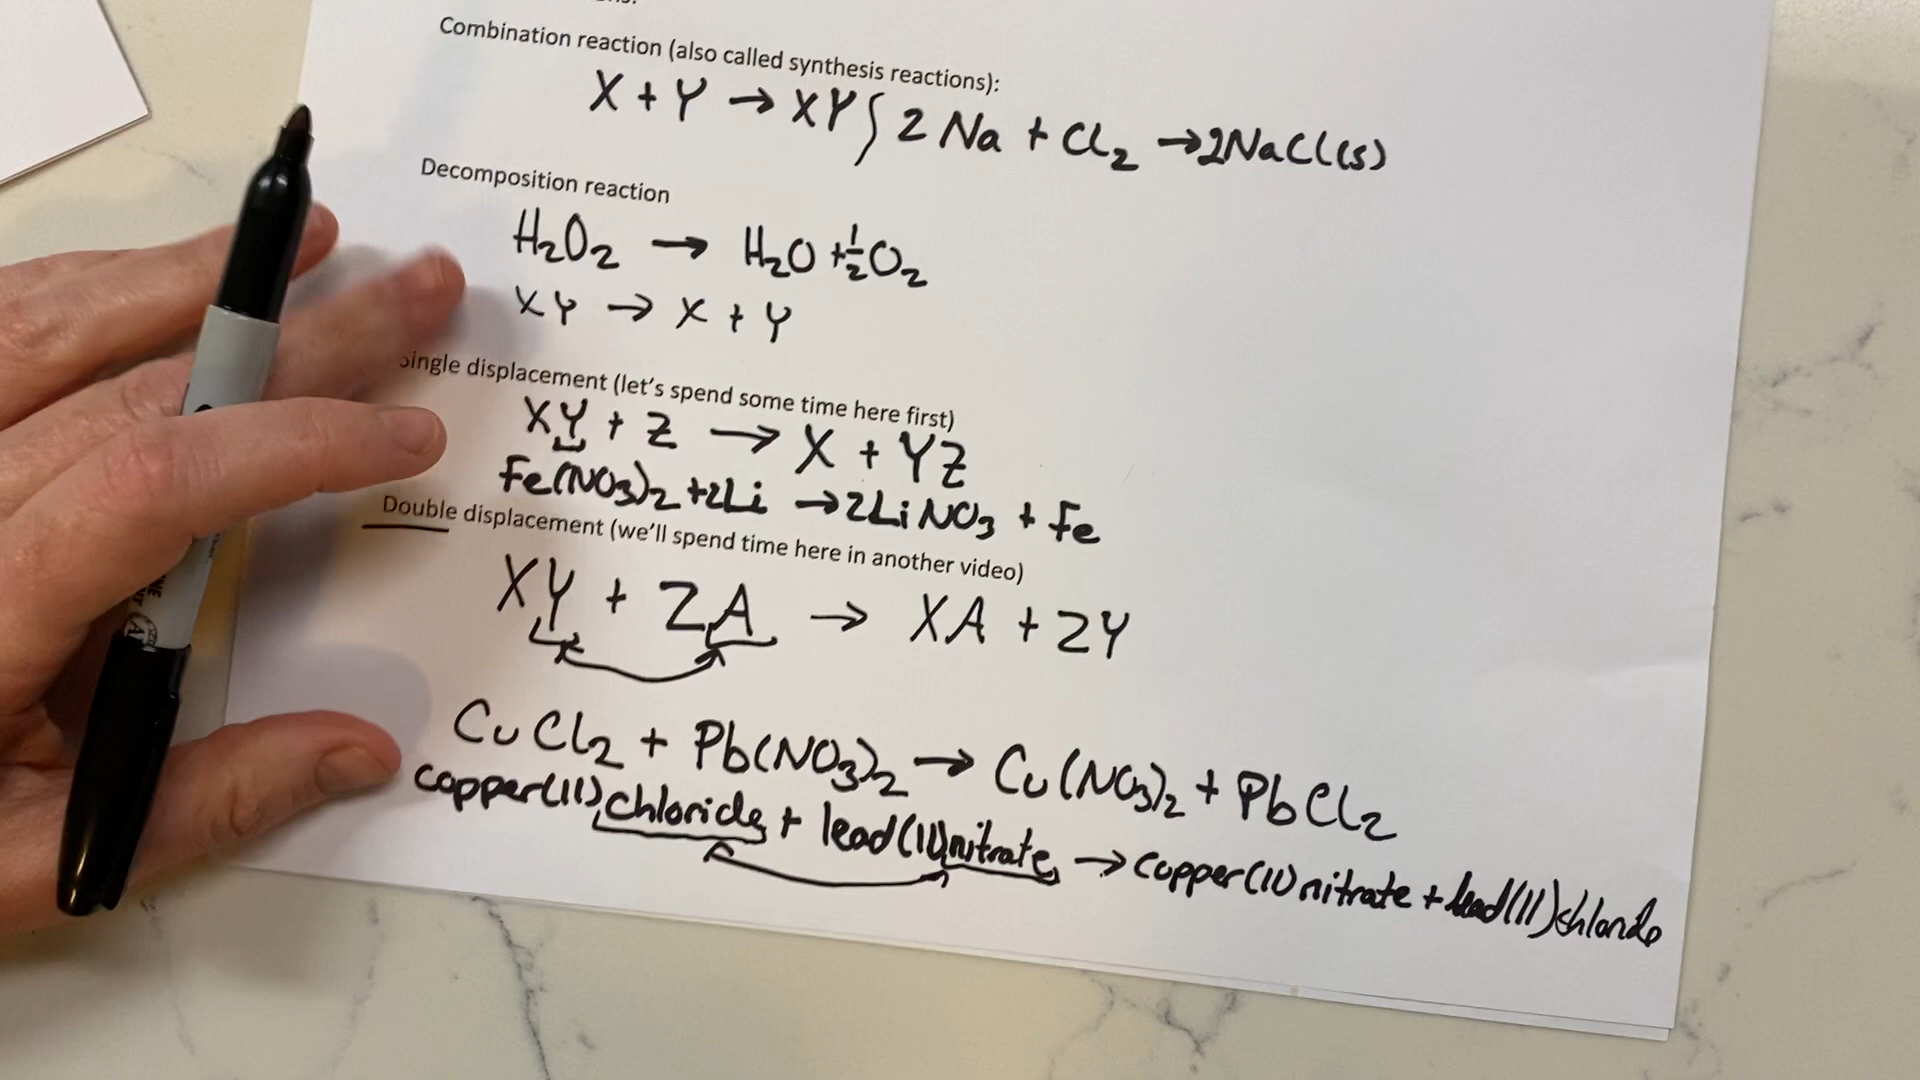 Combination reaction (also called synthesis reactions):
X + Y → XY ∫ 2 Na + Cl₂ → 2NaCl(s)
Decomposition reaction
H₂O₂ → H₂O + ½O₂
XY → X + Y
Single displacement (let's spend some time here first)
XY + Z → X + YZ
Fe(NO₃)₂ + 2Li → 2LiNO₃ + Fe
Double displacement (we'll spend time here in another video)
XY + ZA → XA + ZY
CuCl₂ + Pb(NO₃)₂ → Cu(NO₃)₂ + PbCl₂
copper(II) chloride + lead(II) nitrate → copper(II) nitrate + lead(II) chloride